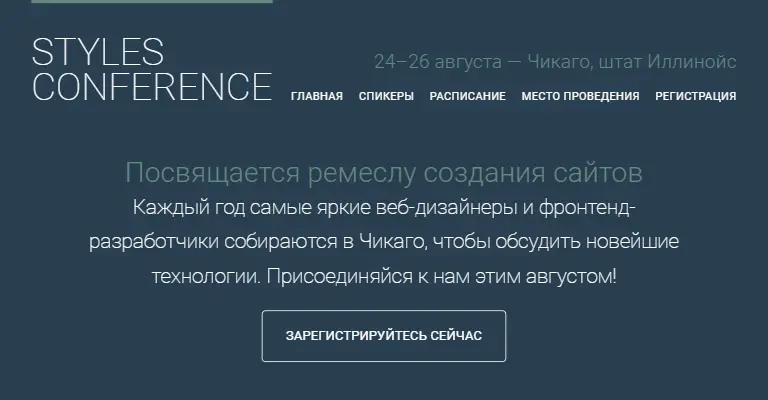 STYLES
CONFERENCE
24–26 августа — Чикаго, штат Иллинойс
ГЛАВНАЯ СПИКЕРЫ РАСПИСАНИЕ МЕСТО ПРОВЕДЕНИЯ РЕГИСТРАЦИЯ
Посвящается ремеслу создания сайтов
Каждый год самые яркие веб-дизайнеры и фронтенд-
разработчики собираются в Чикаго, чтобы обсудить новейшие
технологии. Присоединяйся к нам этим августом!
ЗАРЕГИСТРИРУЙТЕСЬ СЕЙЧАС